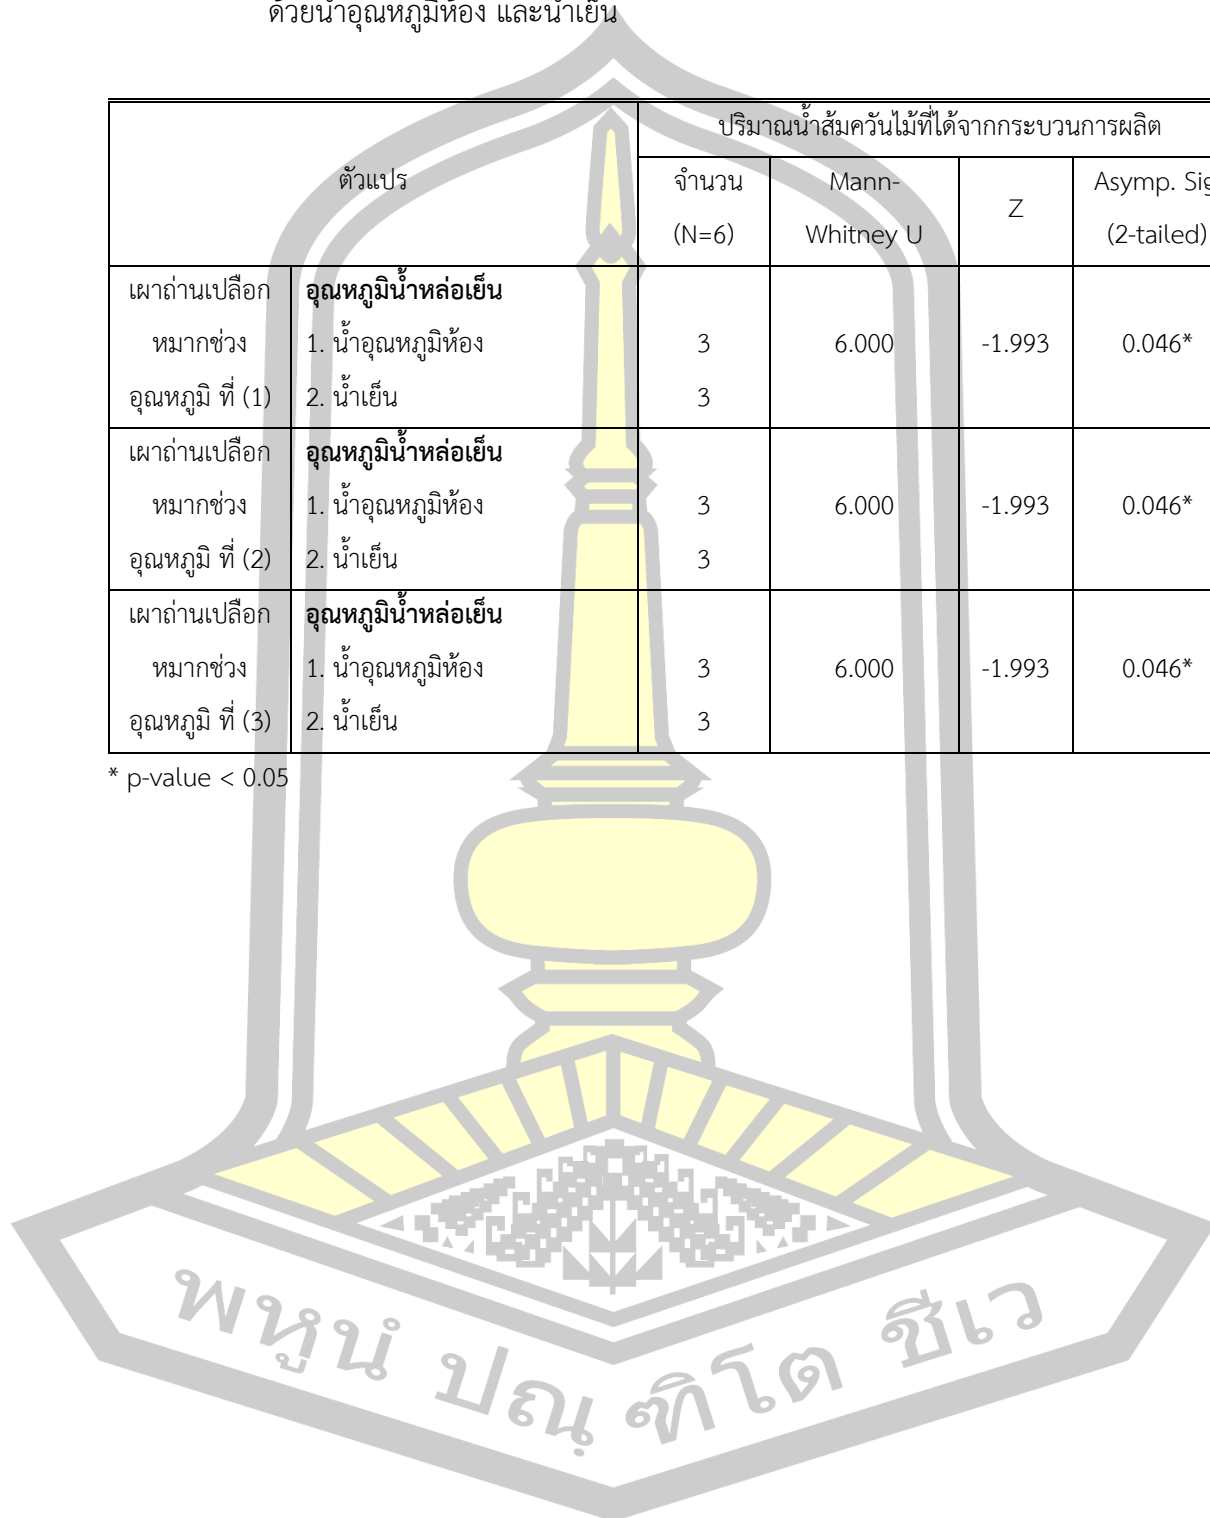 ด้วยน้ำอุณหภูมิห้อง และน้ำเย็น
ปริมาณน้ำส้มควันไม้ที่ได้จากกระบวนการผลิต
ตัวแปร จำนวน Mann- Z Asymp. Sig
(N=6) Whitney U (2-tailed)
เผาถ่านเปลือก อุณหภูมิน้ำหล่อเย็น
หมากช่วง 1. น้ำอุณหภูมิห้อง 3 6.000 -1.993 0.046*
อุณหภูมิ ที่ (1) 2. น้ำเย็น 3
เผาถ่านเปลือก อุณหภูมิน้ำหล่อเย็น
หมากช่วง 1. น้ำอุณหภูมิห้อง 3 6.000 -1.993 0.046*
อุณหภูมิ ที่ (2) 2. น้ำเย็น 3
เผาถ่านเปลือก อุณหภูมิน้ำหล่อเย็น
หมากช่วง 1. น้ำอุณหภูมิห้อง 3 6.000 -1.993 0.046*
อุณหภูมิ ที่ (3) 2. น้ำเย็น 3
* p-value < 0.05
พหูนํ ปณฺฑิโต ชีเว